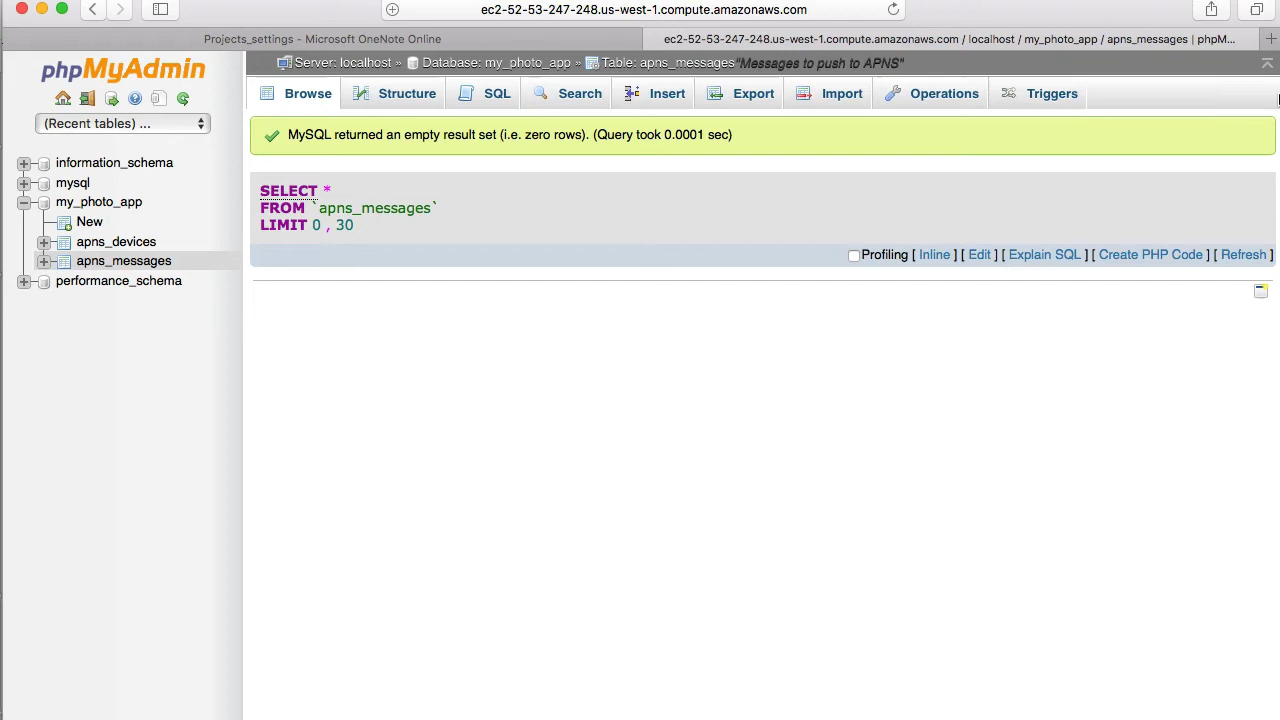 ec2-52-53-247-248.us-west-1.compute.amazonaws.com
Projects_settings - Microsoft OneNote Online
ec2-52-53-247-248.us-west-1.compute.amazonaws.com / localhost / my_photo_app / apns_messages | phpM...
phpMyAdmin
Server: localhost » Database: my_photo_app » Table: apns_messages"Messages to push to APNS"
Browse Structure SQL Search Insert Export Import Operations Triggers
(Recent tables) ...
MySQL returned an empty result set (i.e. zero rows). (Query took 0.0001 sec)
information_schema
mysql
my_photo_app
New
apns_devices
apns_messages
performance_schema
SELECT *
FROM `apns_messages`
LIMIT 0 , 30
Profiling [ Inline ] [ Edit ] [ Explain SQL ] [ Create PHP Code ] [ Refresh ]